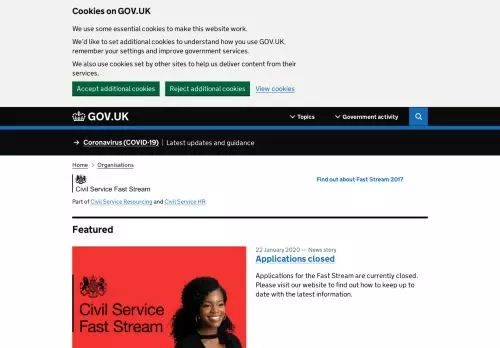 Cookies on GOV.UK
We use some essential cookies to make this website work.
We'd like to set additional cookies to understand how you use GOV.UK,
remember your settings and improve government services.
We also use cookies set by other sites to help us deliver content from their
services.
Accept additional cookies Reject additional cookies View cookies
GOV.UK Topics Government activity
→ Coronavirus (COVID-19) | Latest updates and guidance
Home > Organisations
Civil Service Fast Stream
Find out about Fast Stream 2017
Part of Civil Service Resourcing and Civil Service HR
Featured
Civil Service
Fast Stream
22 January 2020 — News story
Applications closed
Applications for the Fast Stream are currently closed.
Please visit our website to find out how to keep up to
date with the latest information.